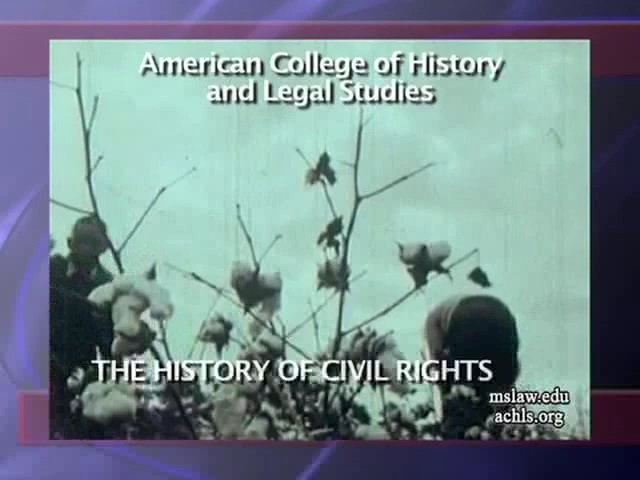 American College of History
and Legal Studies
THE HISTORY OF CIVIL RIGHTS
mslaw.edu
achls.org